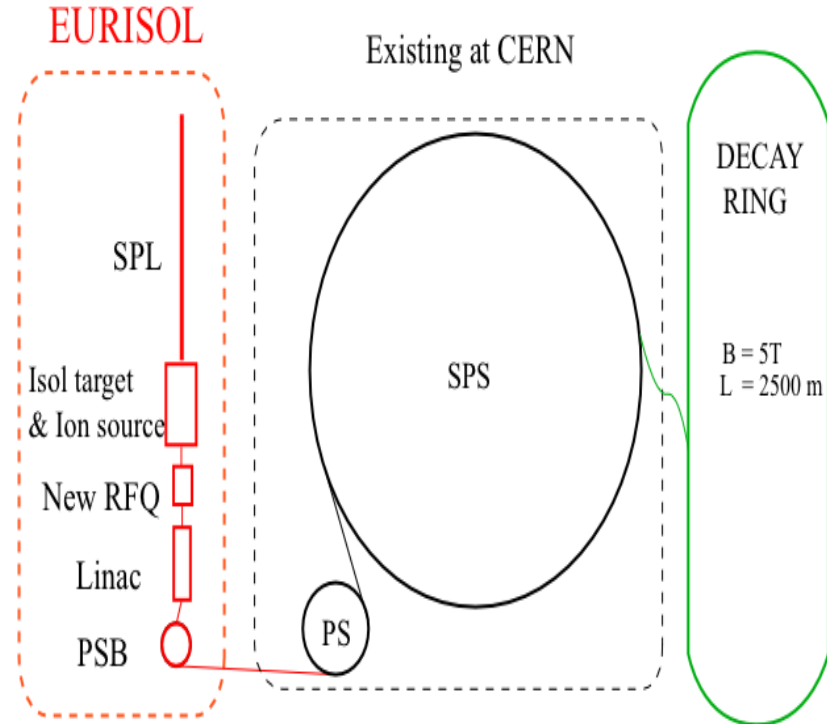 EURISOL
Existing at CERN
DECAY
RING
SPL
B = 5T
L = 2500 m
Isol target
& Ion source
SPS
New RFQ
Linac
PS
PSB